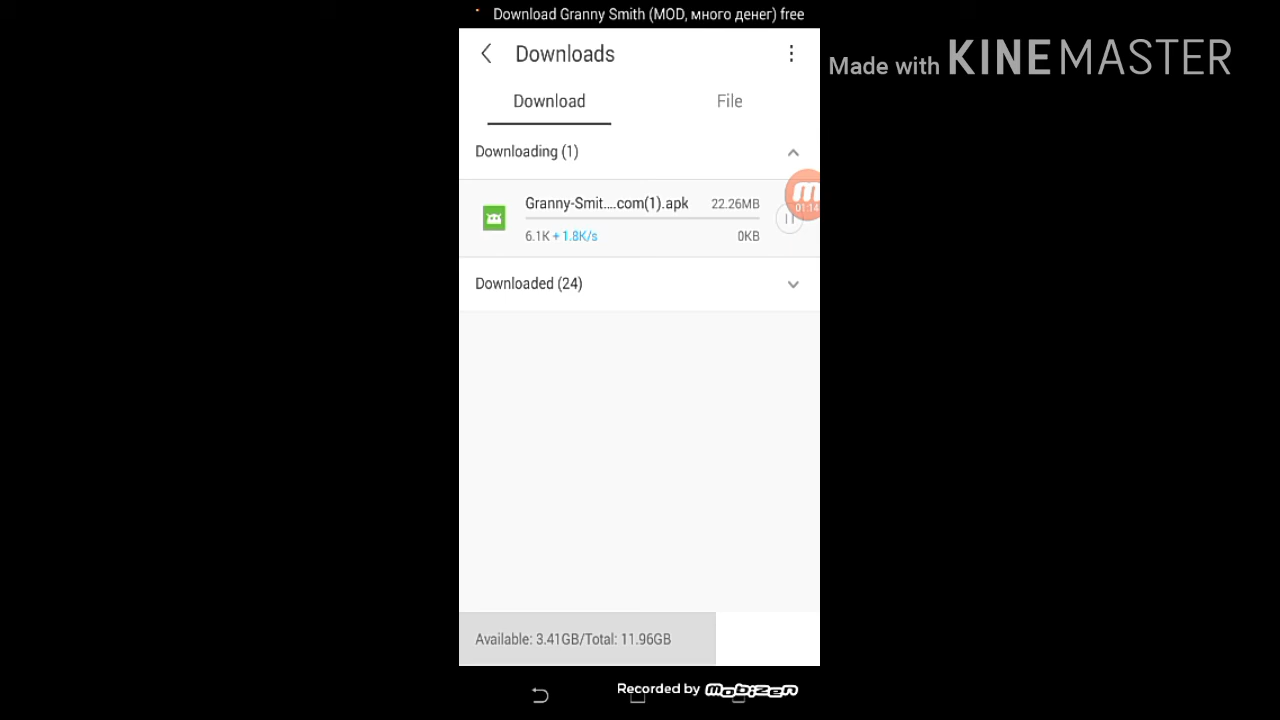 Download Granny Smith (MOD, много денег) free
Made with KINEMASTER
Downloads
Download
File
Downloading (1)
Granny-Smit....com(1).apk
22.26MB
01:14
6.1K + 1.8K/s
0KB
Downloaded (24)
Available: 3.41GB/Total: 11.96GB
Recorded by mobizen